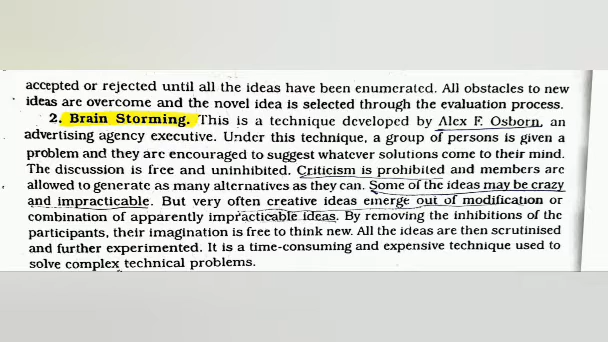 accepted or rejected until all the ideas have been enumerated. All obstacles to new
ideas are overcome and the novel idea is selected through the evaluation process.
2. Brain Storming. This is a technique developed by Alex F. Osborn, an
advertising agency executive. Under this technique, a group of persons is given a
problem and they are encouraged to suggest whatever solutions come to their mind.
The discussion is free and uninhibited. Criticism is prohibited and members are
allowed to generate as many alternatives as they can. Some of the ideas may be crazy
and impracticable. But very often creative ideas emerge out of modification or
combination of apparently impracticable ideas. By removing the inhibitions of the
participants, their imagination is free to think new. All the ideas are then scrutinised
and further experimented. It is a time-consuming and expensive technique used to
solve complex technical problems.